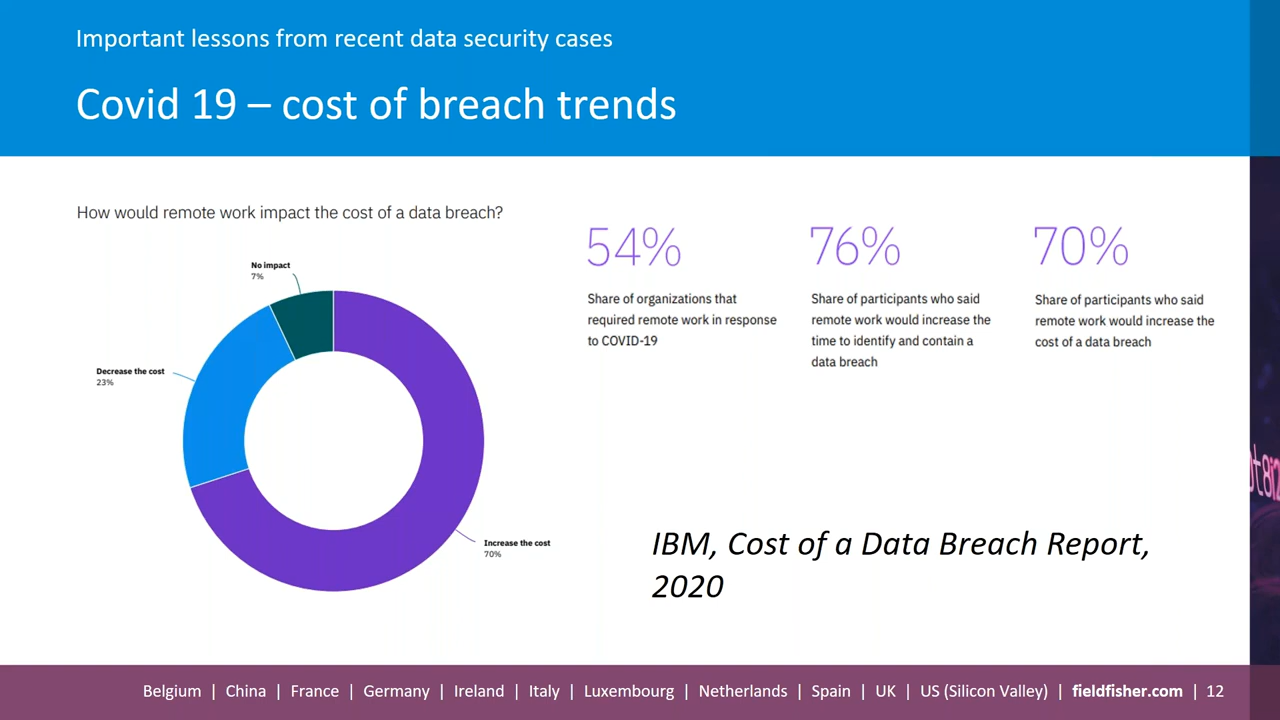 Important lessons from recent data security cases
Covid 19 – cost of breach trends
How would remote work impact the cost of a data breach?
No impact
7%
Decrease the cost
23%
Increase the cost
70%
54%
Share of organizations that
required remote work in response
to COVID-19
76%
Share of participants who said
remote work would increase the
time to identify and contain a
data breach
70%
Share of participants who said
remote work would increase the
cost of a data breach
IBM, Cost of a Data Breach Report,
2020
Belgium | China | France | Germany | Ireland | Italy | Luxembourg | Netherlands | Spain | UK | US (Silicon Valley) | fieldfisher.com | 12